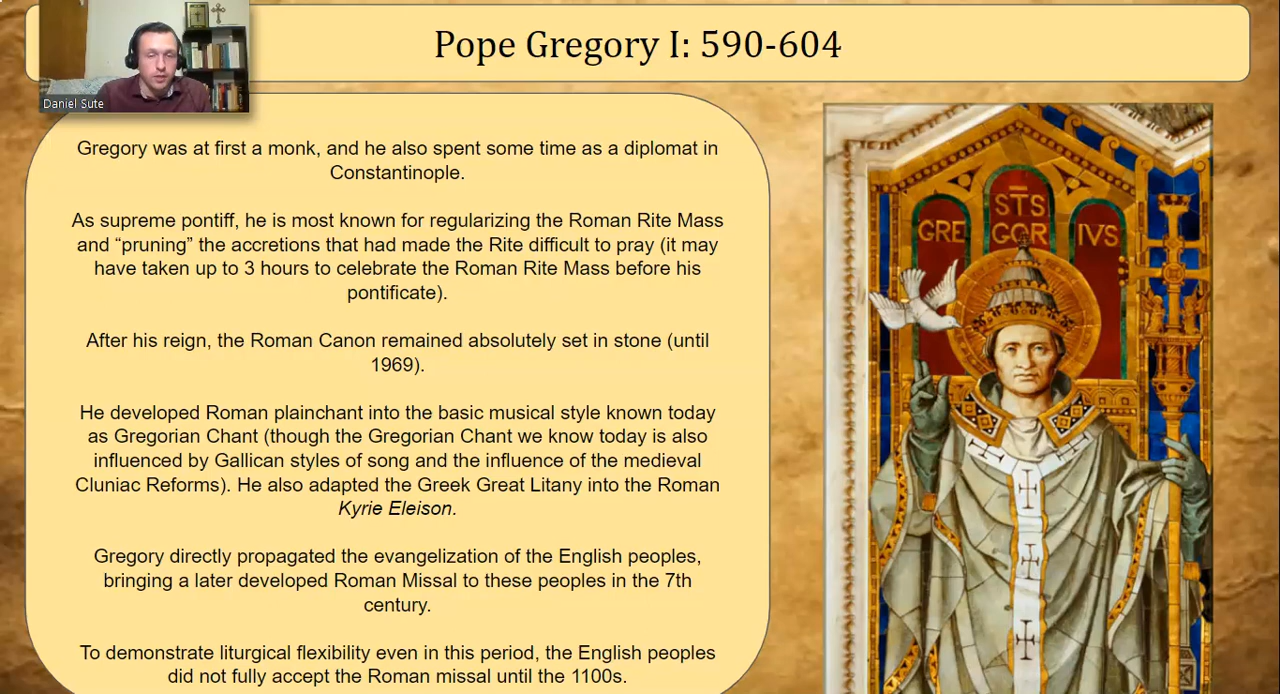 Pope Gregory I: 590-604
Daniel Sute
Gregory was at first a monk, and he also spent some time as a diplomat in
Constantinople.
As supreme pontiff, he is most known for regularizing the Roman Rite Mass
and “pruning” the accretions that had made the Rite difficult to pray (it may
have taken up to 3 hours to celebrate the Roman Rite Mass before his
pontificate).
After his reign, the Roman Canon remained absolutely set in stone (until
1969).
He developed Roman plainchant into the basic musical style known today
as Gregorian Chant (though the Gregorian Chant we know today is also
influenced by Gallican styles of song and the influence of the medieval
Cluniac Reforms). He also adapted the Greek Great Litany into the Roman
Kyrie Eleison.
Gregory directly propagated the evangelization of the English peoples,
bringing a later developed Roman Missal to these peoples in the 7th
century.
To demonstrate liturgical flexibility even in this period, the English peoples
did not fully accept the Roman missal until the 1100s.
STS
GRE GOR IVS